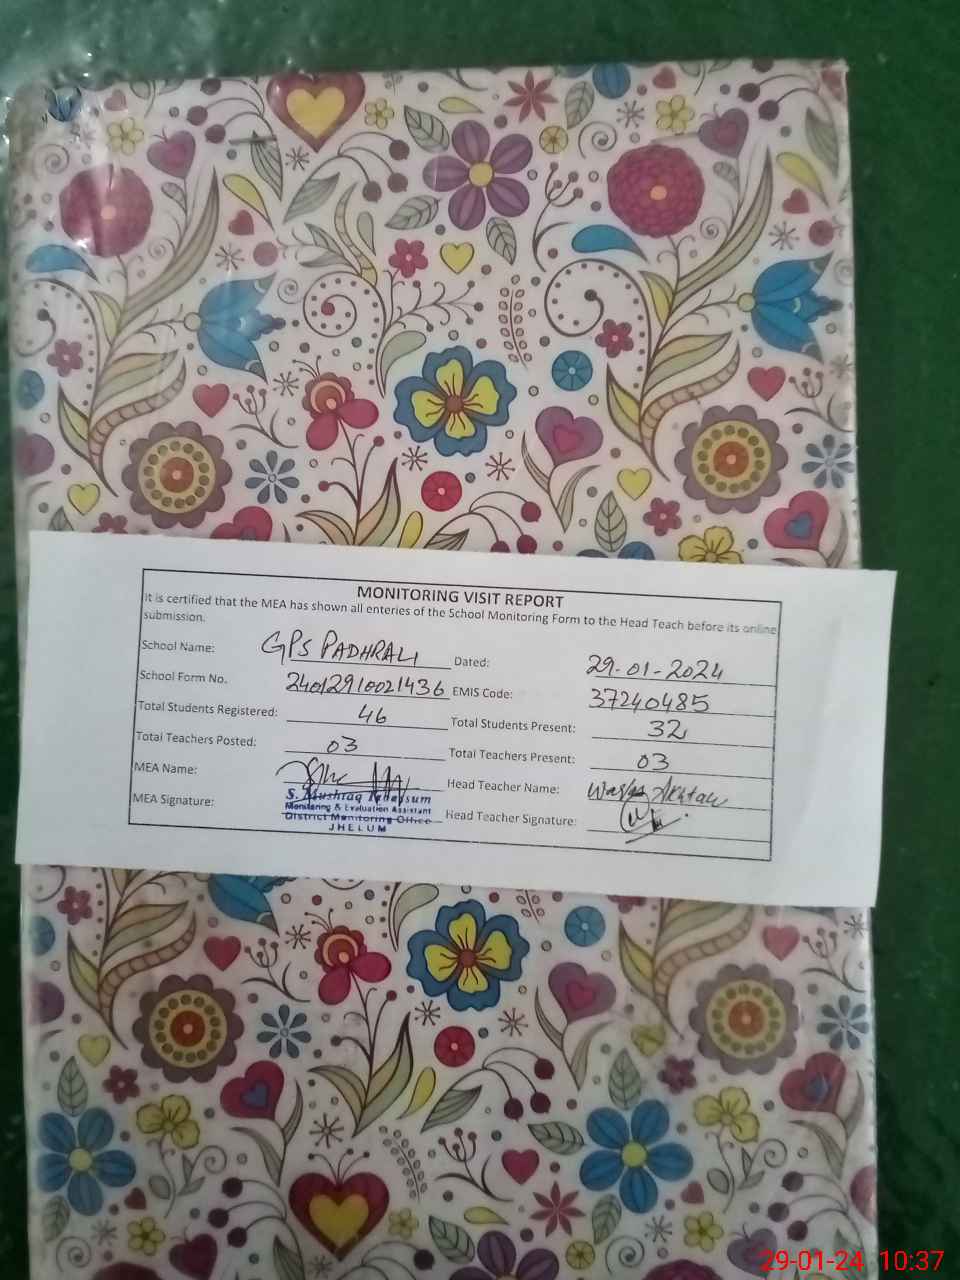 MONITORING VISIT REPORT
It is certified that the MEA has shown all enteries of the School Monitoring Form to the Head Teach before its online
submission.
School Name: GPS PADHRALI Dated: 29-01-2024
School Form No. 24012910021436 EMIS Code: 37240485
Total Students Registered: 46 Total Students Present: 32
Total Teachers Posted: 03 Total Teachers Present: 03
MEA Name: Head Teacher Name: Akhtar
MEA Signature: Head Teacher Signature:
S. Mushtaq Tabassum
Monitoring & Evaluation Assistant
District Monitoring Office
JHELUM
29-01-24 10:37